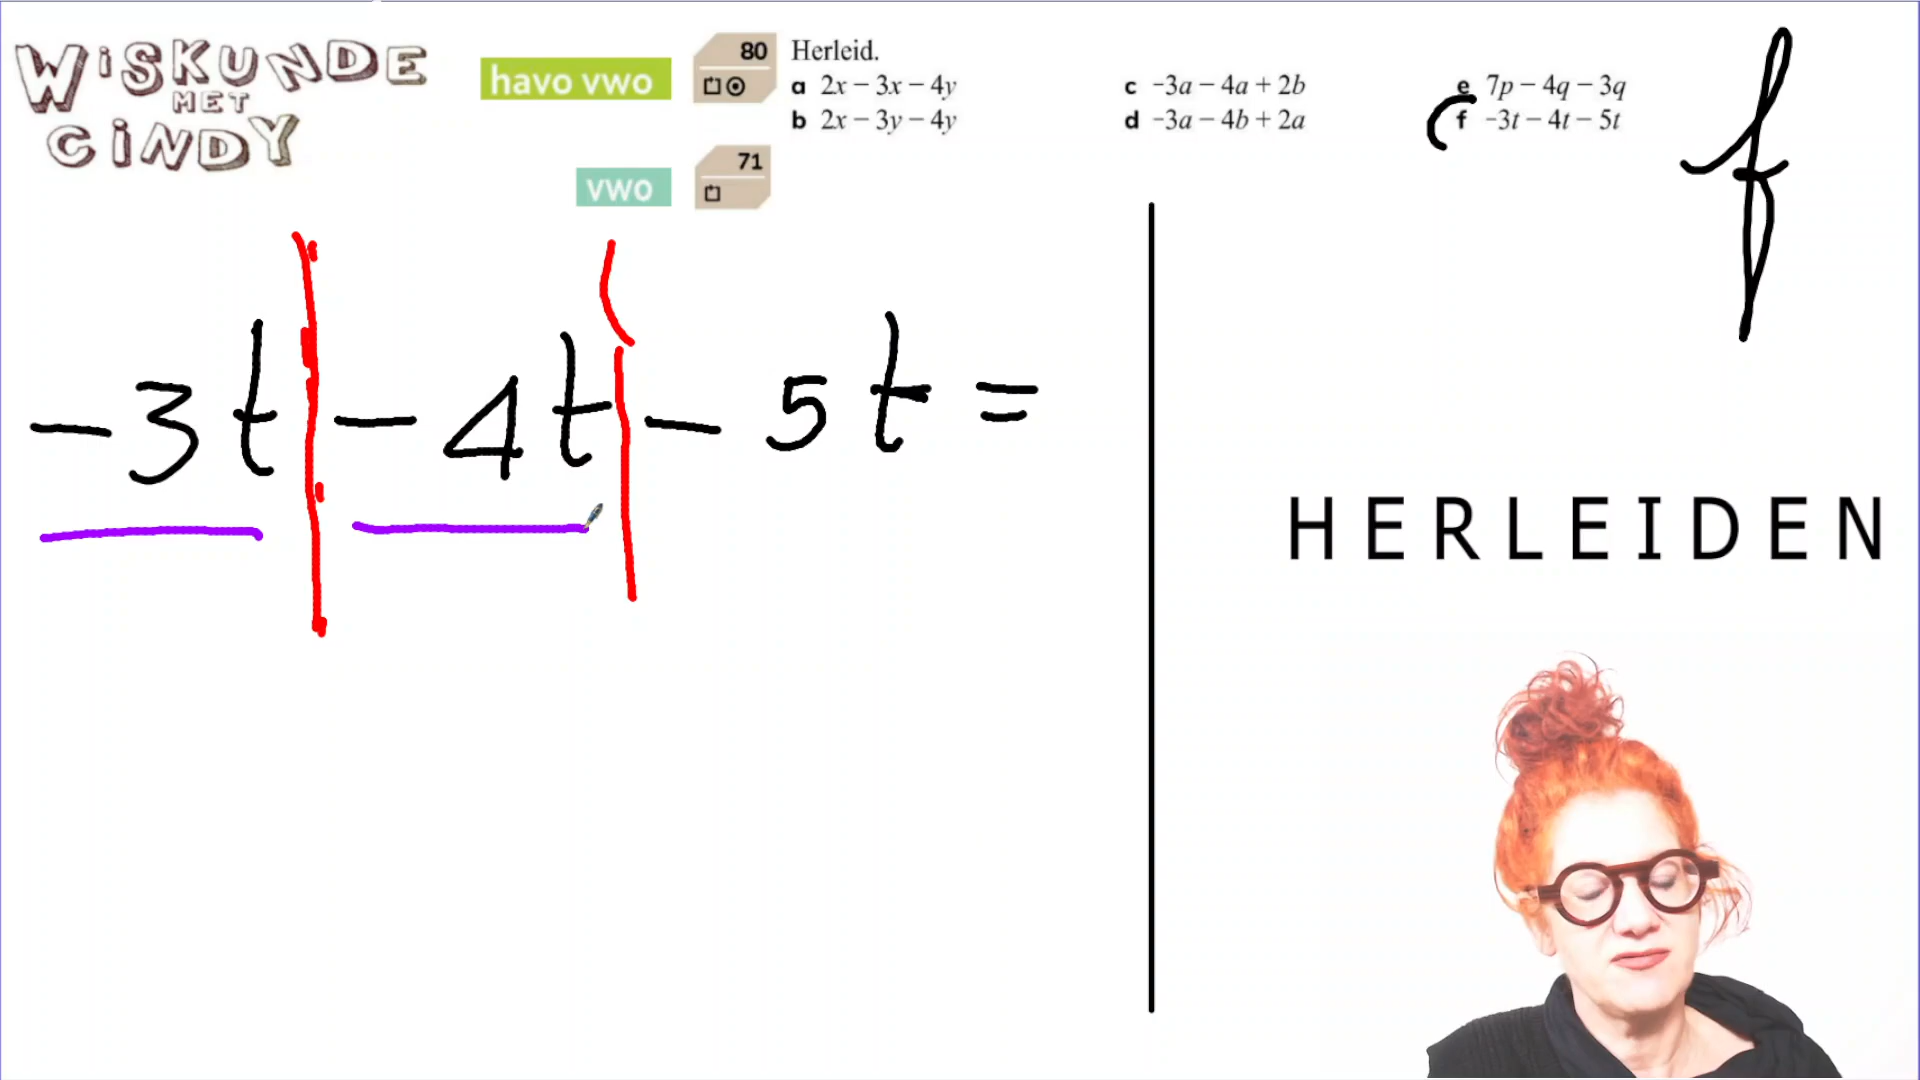 WiSKUNDE
MET
CiNDY
havo vwo
80
Herleid.
a 2x – 3x – 4y
b 2x – 3y – 4y
c -3a – 4a + 2b
d -3a – 4b + 2a
e 7p – 4q – 3q
f -3t – 4t – 5t
vwo
71
f
-3t - 4t - 5t =
HERLEIDEN